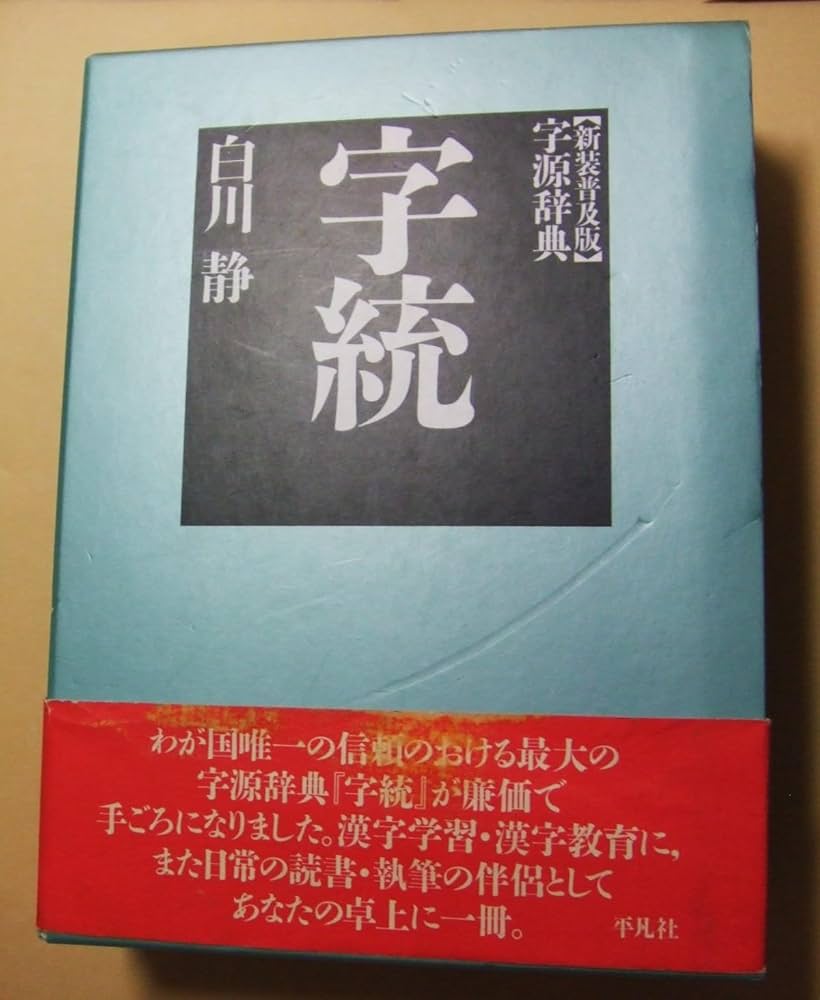 【新装普及版】
字源辞典
字統
白川 静
わが国唯一の信頼のおける最大の
字源辞典『字統』が廉価で
手ごろになりました。漢字学習・漢字教育に,
また日常の読書・執筆の伴侶として
あなたの卓上に一冊。
平凡社